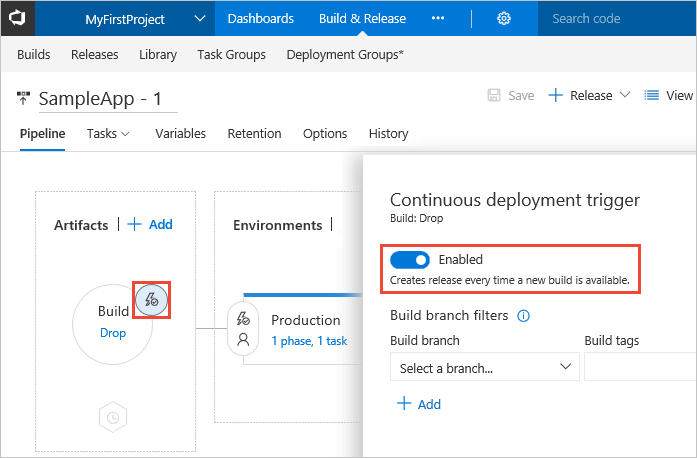 MyFirstProject Dashboards Build & Release ••• Search code
Builds Releases Library Task Groups Deployment Groups*
SampleApp - 1 Save + Release View
Pipeline Tasks Variables Retention Options History
Artifacts | + Add Environments |
Continuous deployment trigger
Build: Drop
Enabled
Creates release every time a new build is available.
Build
Drop
Production
1 phase, 1 task
Build branch filters
Build branch Build tags
Select a branch...
+ Add